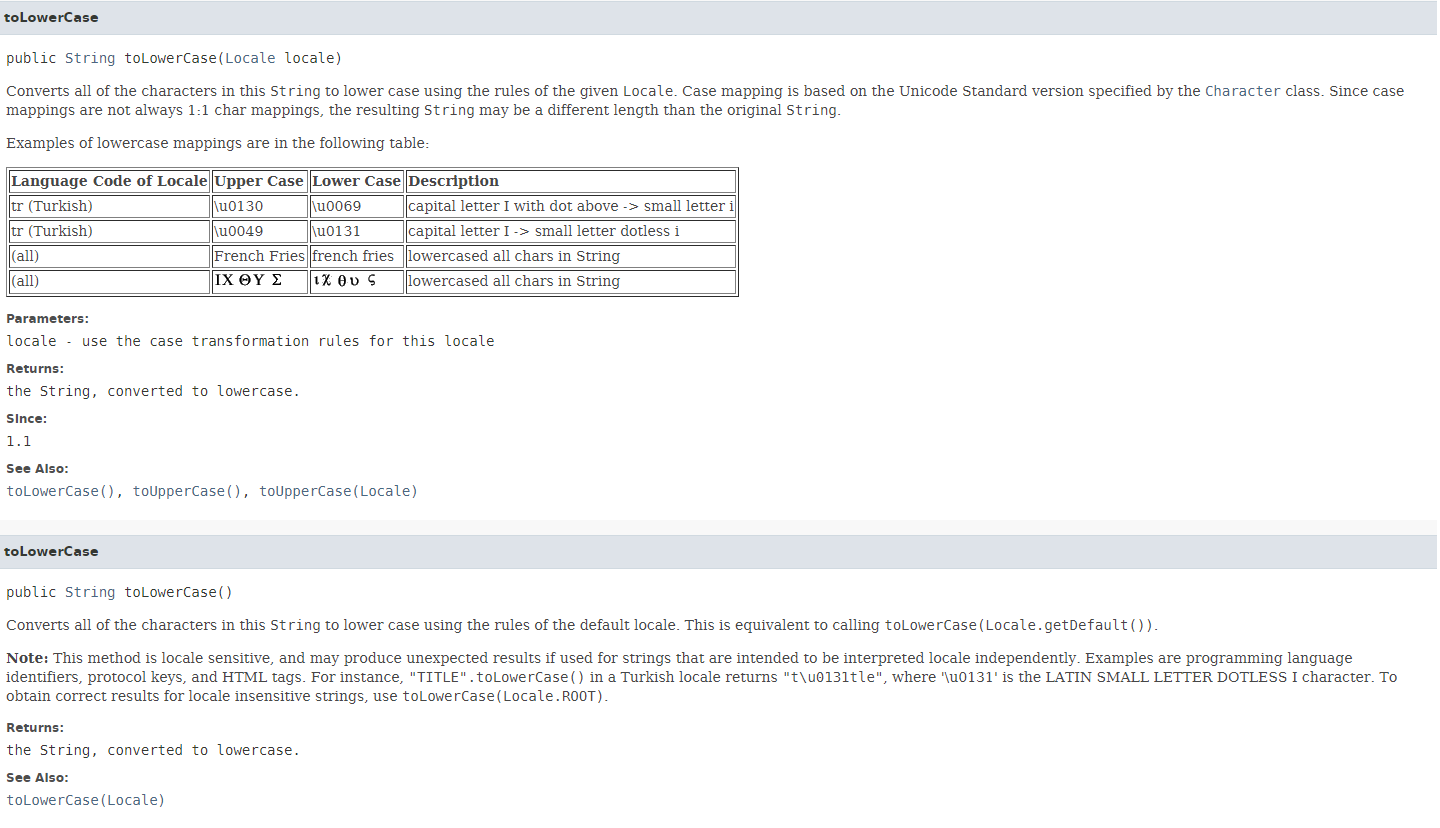 toLowerCase
public String toLowerCase(Locale locale)
Converts all of the characters in this String to lower case using the rules of the given Locale. Case mapping is based on the Unicode Standard version specified by the Character class. Since case
mappings are not always 1:1 char mappings, the resulting String may be a different length than the original String.
Examples of lowercase mappings are in the following table:
Language Code of Locale Upper Case Lower Case Description
tr (Turkish) \u0130 \u0069 capital letter I with dot above -> small letter i
tr (Turkish) \u0049 \u0131 capital letter I -> small letter dotless i
(all) French Fries french fries lowercased all chars in String
(all) ΙΧ ΘΥ Σ ιχ θυ ς lowercased all chars in String
Parameters:
locale - use the case transformation rules for this locale
Returns:
the String, converted to lowercase.
Since:
1.1
See Also:
toLowerCase(), toUpperCase(), toUpperCase(Locale)
toLowerCase
public String toLowerCase()
Converts all of the characters in this String to lower case using the rules of the default locale. This is equivalent to calling toLowerCase(Locale.getDefault()).
Note: This method is locale sensitive, and may produce unexpected results if used for strings that are intended to be interpreted locale independently. Examples are programming language
identifiers, protocol keys, and HTML tags. For instance, "TITLE".toLowerCase() in a Turkish locale returns "t\u0131tle", where '\u0131' is the LATIN SMALL LETTER DOTLESS I character. To
obtain correct results for locale insensitive strings, use toLowerCase(Locale.ROOT).
Returns:
the String, converted to lowercase.
See Also:
toLowerCase(Locale)